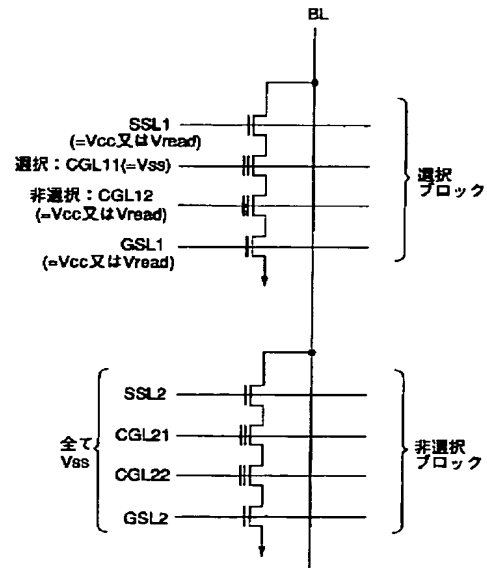 BL
SSL1
(=Vcc又はVread)
選択：CGL11(=Vss)
非選択：CGL12
(=Vcc又はVread)
GSL1
(=Vcc又はVread)
選択
ブロック
SSL2
CGL21
CGL22
GSL2
全て
Vss
非選択
ブロック